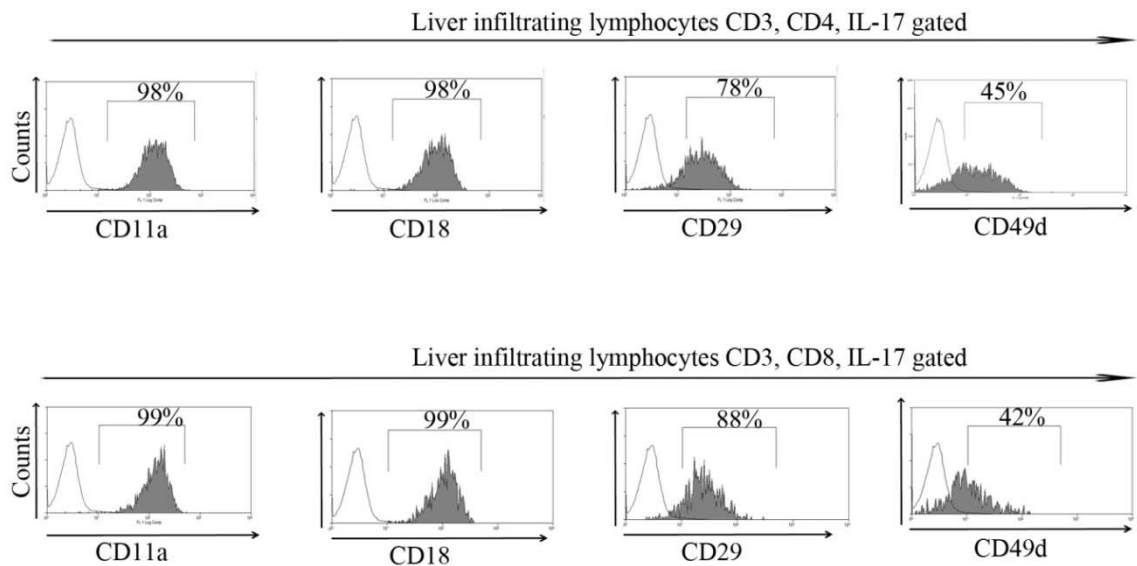 Liver infiltrating lymphocytes CD3, CD4, IL-17 gated
98%
98%
78%
45%
Counts
CD11a
CD18
CD29
CD49d
Liver infiltrating lymphocytes CD3, CD8, IL-17 gated
99%
99%
88%
42%
Counts
CD11a
CD18
CD29
CD49d